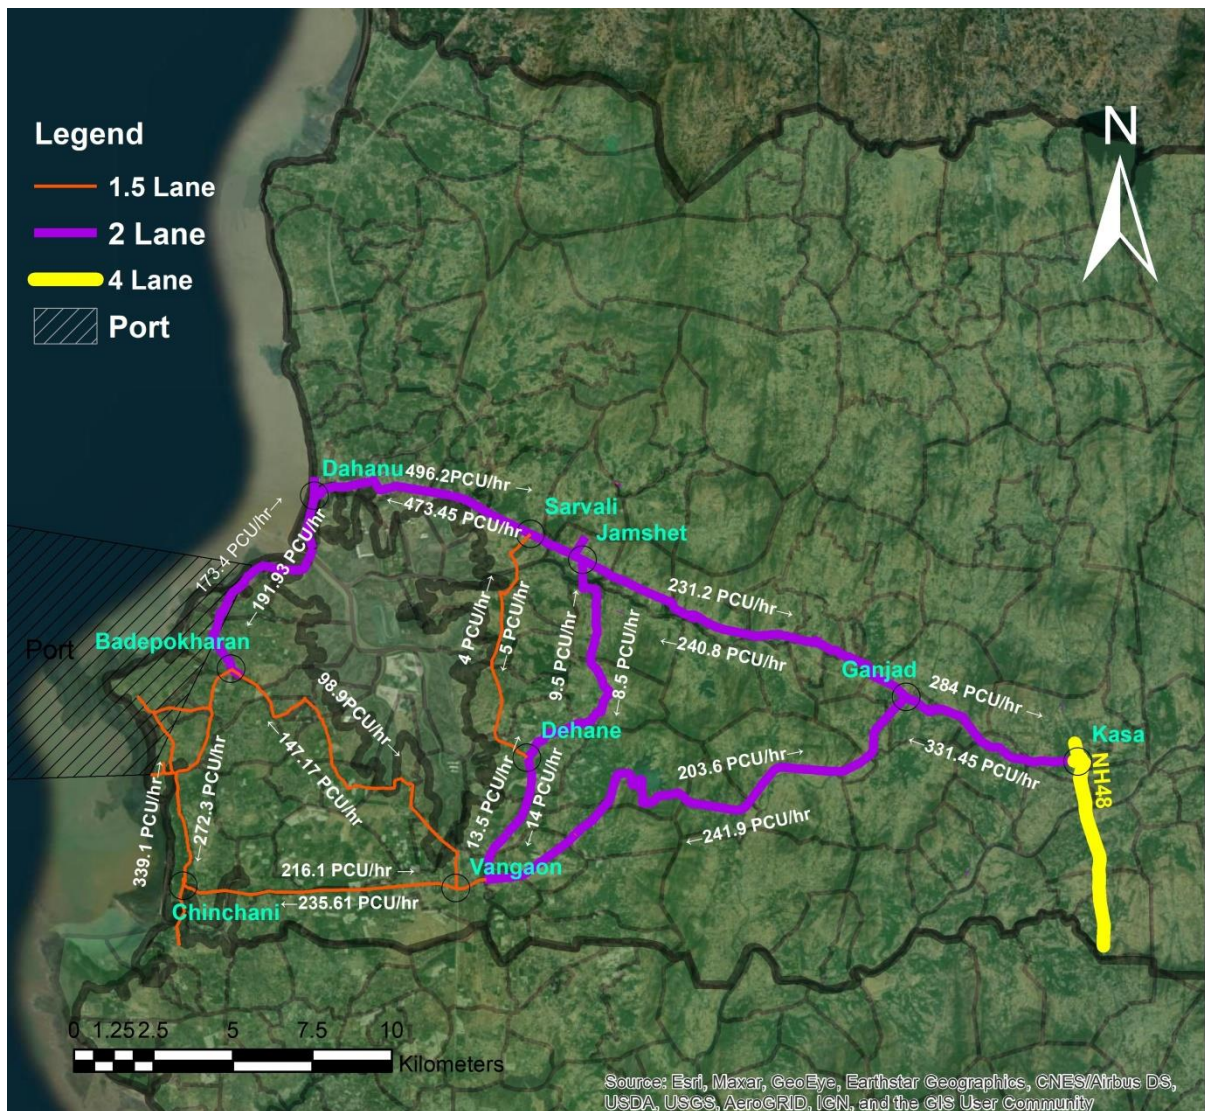 N
Legend
1.5 Lane
2 Lane
4 Lane
Port
Dahanu
496.2PCU/hr →
←473.45 PCU/hr
Sarvali
Jamshet
173.4 PCU/hr→
←191.93 PCU/hr
231.2 PCU/hr→
←240.8 PCU/hr
4 PCU/hr→
←5 PCU/hr
9.5 PCU/hr→
←8.5 PCU/hr
Badepokharan
Port
Ganjad
284 PCU/hr →
←331.45 PCU/hr
Kasa
NH48
98.9PCU/hr →
←147.17 PCU/hr
Dehane
203.6 PCU/hr→
←241.9 PCU/hr
13.5 PCU/hr→
←14 PCU/hr
339.1 PCU/hr→
←272.3 PCU/hr
216.1 PCU/hr →
←235.61 PCU/hr
Vangaon
Chinchani
0 1.25 2.5 5 7.5 10
Kilometers
Source: Esri, Maxar, GeoEye, Earthstar Geographics, CNES/Airbus DS,
USDA, USGS, AeroGRID, IGN, and the GIS User Community